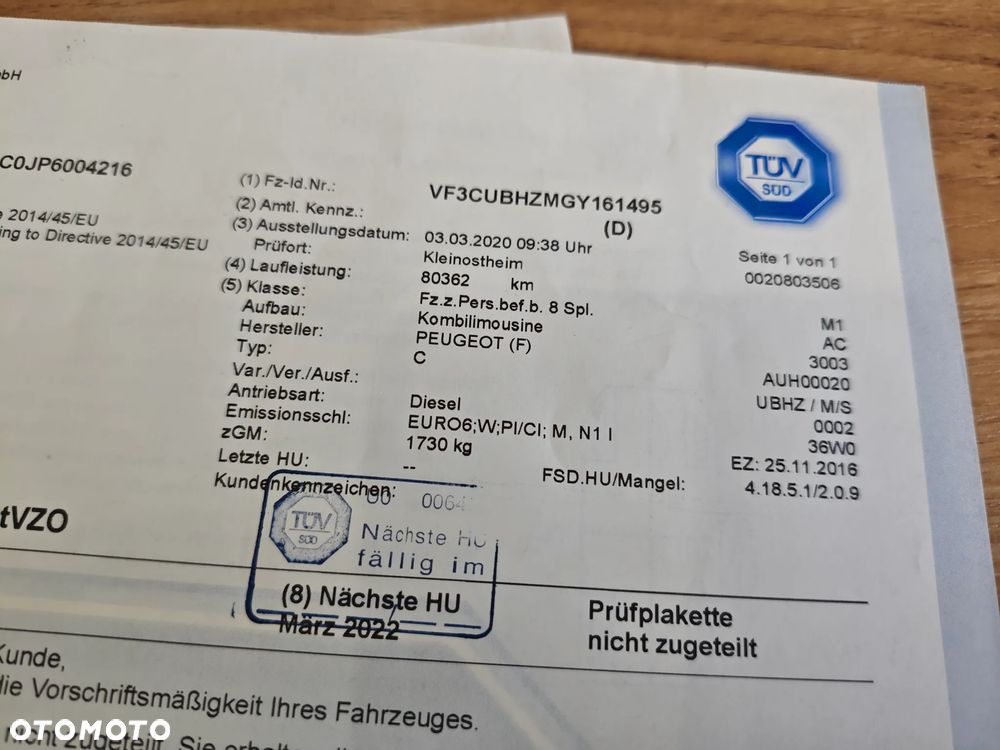 bH
C0JP6004216
2014/45/EU
ing to Directive 2014/45/EU
(1) Fz-Id.Nr.: VF3CUBHZMGY161495
(2) Amtl. Kennz.: (D)
(3) Ausstellungsdatum: 03.03.2020 09:38 Uhr
Prüfort: Kleinostheim
(4) Laufleistung: 80362 km
(5) Klasse: Fz.z.Pers.bef.b. 8 Spl. M1
Aufbau: Kombilimousine AC
Hersteller: PEUGEOT (F) 3003
Typ: C AUH00020
Var./Ver./Ausf.: UBHZ / M/S
Antriebsart: Diesel 0002
Emissionsschl: EURO6;W;PI/CI; M, N1 I 36W0
zGM: 1730 kg EZ: 25.11.2016
Letzte HU: -- FSD.HU/Mangel: 4.18.5.1/2.0.9
Kundenkennzeichen:
TÜV
SÜD
Seite 1 von 1
0020803506
tVZO
TÜV
SÜD
0064
Nächste HU
fällig im
(8) Nächste HU
März 2022
Prüfplakette
nicht zugeteilt
Kunde,
die Vorschriftsmäßigkeit Ihres Fahrzeuges.
nicht zugeteilt. Sie
OTOMOTO